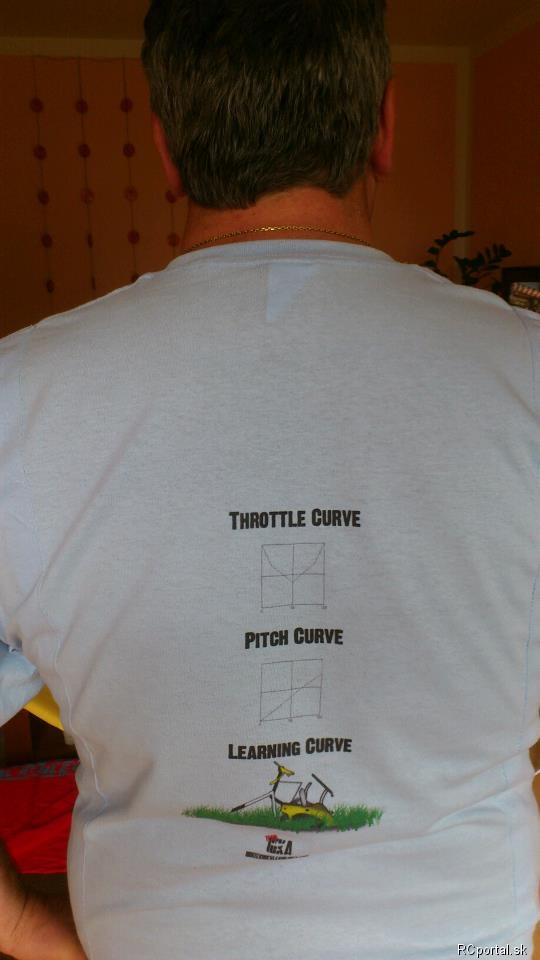 THROTTLE CURVE
PITCH CURVE
LEARNING CURVE
RCportal.sk